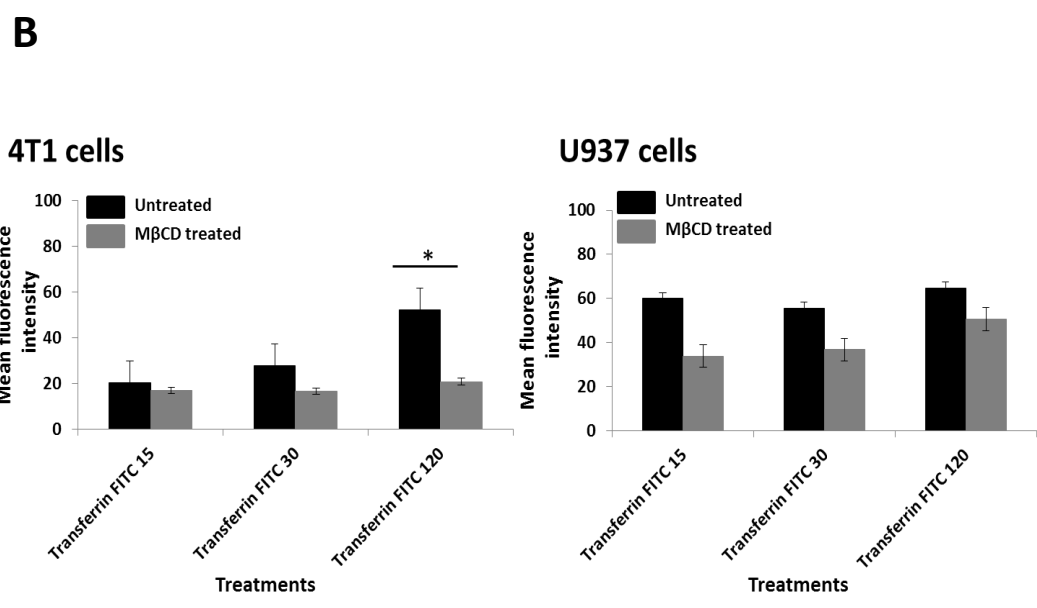 B
4T1 cells
Mean fluorescence
intensity
100
80
60
40
20
0
Untreated
MβCD treated
*
Transferrin FITC 15
Transferrin FITC 30
Transferrin FITC 120
Treatments
U937 cells
Mean fluorescence
intensity
100
80
60
40
20
0
Untreated
MβCD treated
Transferrin FITC 15
Transferrin FITC 30
Transferrin FITC 120
Treatments